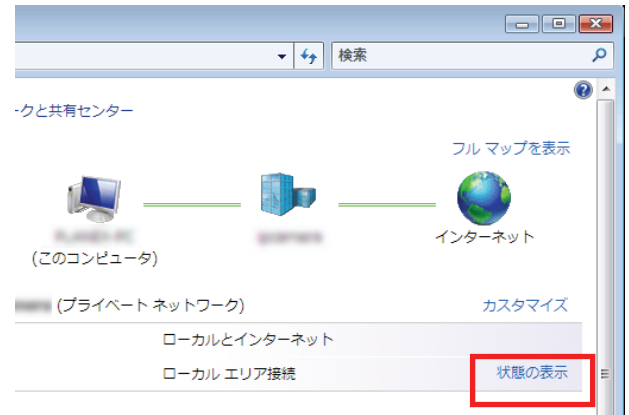 検索
ークと共有センター
フル マップを表示
インターネット
(このコンピュータ)
(プライベート ネットワーク)
カスタマイズ
ローカルとインターネット
ローカル エリア接続
状態の表示